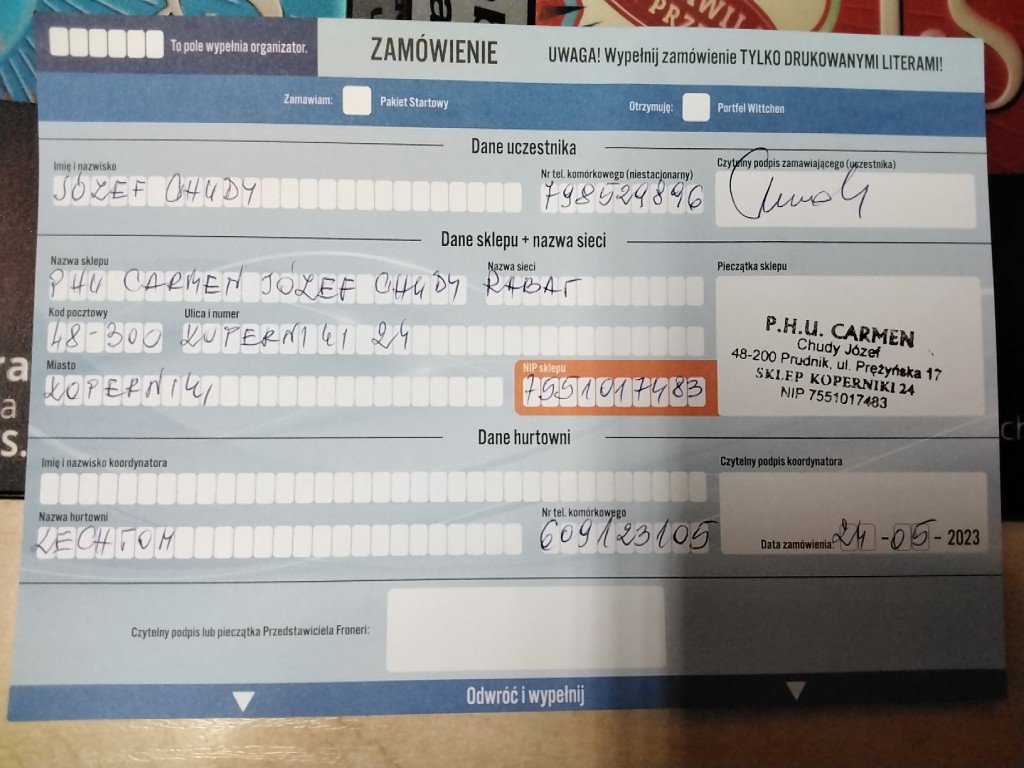 To pole wypełnia organizator.
ZAMÓWIENIE
UWAGA! Wypełnij zamówienie TYLKO DRUKOWANYMI LITERAMI!
Zamawiam: Pakiet Startowy
Otrzymuję: Portfel Wittchen
Dane uczestnika
Imię i nazwisko
JÓZEF CHUDY
Nr tel. komórkowego (niestacjonarny)
798529896
Czytelny podpis zamawiającego (uczestnika)
Dane sklepu + nazwa sieci
Nazwa sklepu
PHU CARMEN JÓZEF CHUDY
Nazwa sieci
RABAT
Kod pocztowy
48-300
Ulica i numer
KOPERNIKI 24
Miasto
KOPERNIKI
NIP sklepu
7551017483
Pieczątka sklepu
P.H.U. CARMEN
Chudy Józef
48-200 Prudnik, ul. Prężyńska 17
SKLEP KOPERNIKI 24
NIP 7551017483
Dane hurtowni
Imię i nazwisko koordynatora
Czytelny podpis koordynatora
Nazwa hurtowni
LECHTOM
Nr tel. komórkowego
609123105
Data zamówienia: 24-05-2023
Czytelny podpis lub pieczątka Przedstawiciela Froneri:
Odwróć i wypełnij